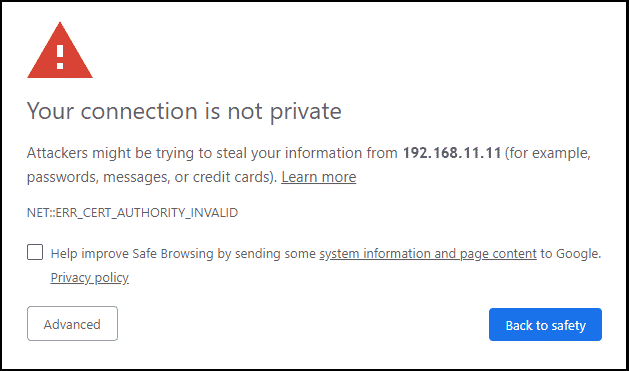 Your connection is not private
Attackers might be trying to steal your information from 192.168.11.11 (for example,
passwords, messages, or credit cards). Learn more
NET::ERR_CERT_AUTHORITY_INVALID
Help improve Safe Browsing by sending some system information and page content to Google.
Privacy policy
Advanced
Back to safety